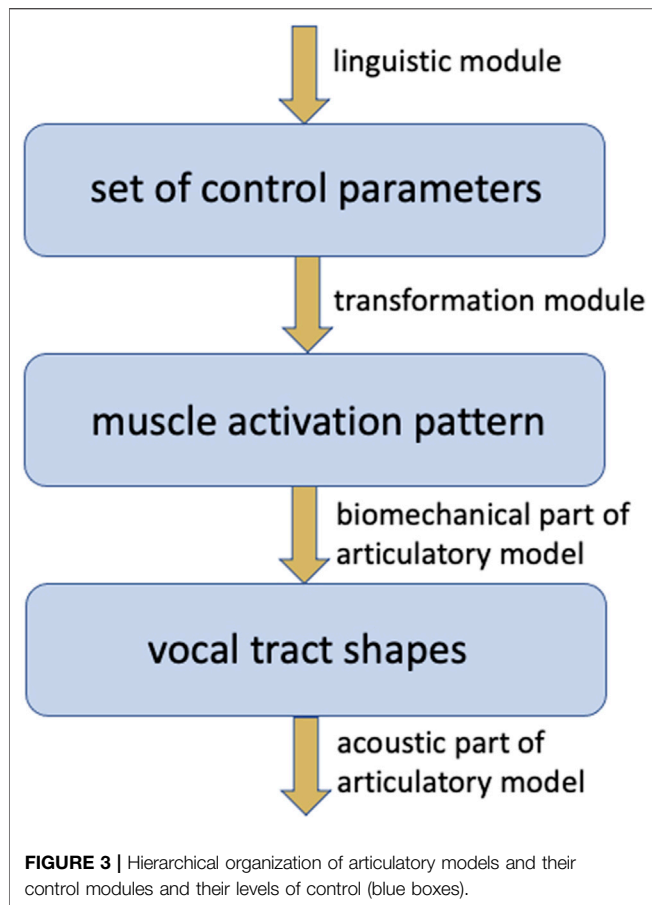 linguistic module
set of control parameters
transformation module
muscle activation pattern
biomechanical part of
articulatory model
vocal tract shapes
acoustic part of
articulatory model
FIGURE 3 | Hierarchical organization of articulatory models and their
control modules and their levels of control (blue boxes).